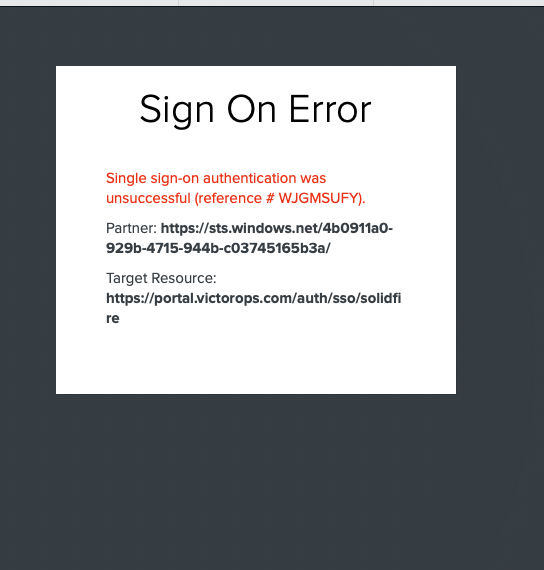 Sign On Error
Single sign-on authentication was
unsuccessful (reference # WJGMSUFY).
Partner: https://sts.windows.net/4b0911a0-
929b-4715-944b-c03745165b3a/
Target Resource:
https://portal.victorops.com/auth/sso/solidfi
re